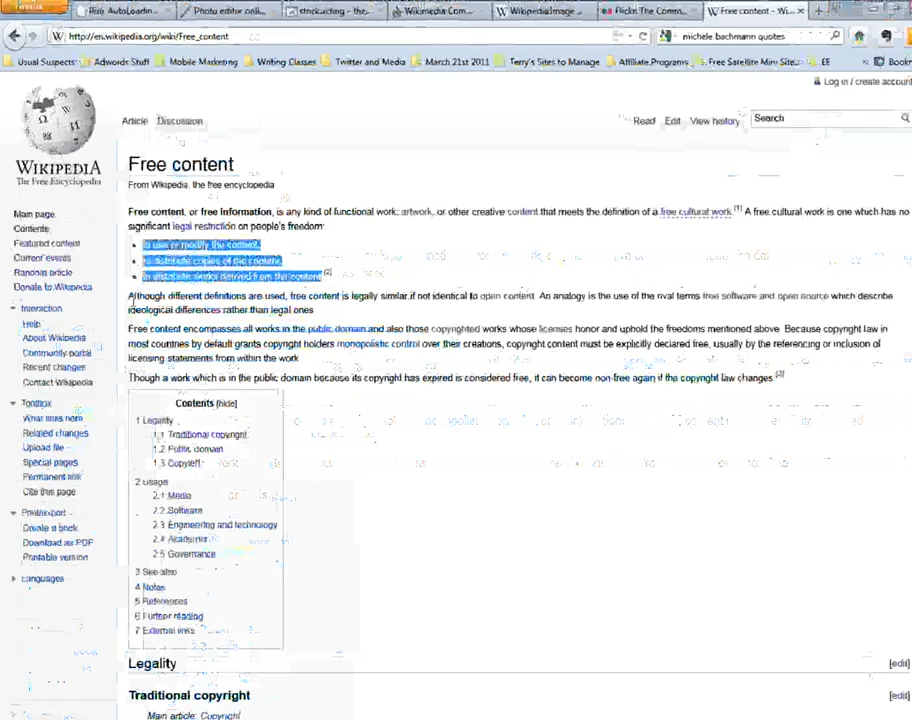 Photo editor onli...
Wikimedia Com...
WikipediaImage ...
Flickr: The Comm...
Free content - Wi...
http://en.wikipedia.org/wiki/Free_content
michele bachmann quotes
Usual Suspects
Adwords Stuff
Mobile Marketing
Writing Classes
Twitter and Media
March 21st 2011
Terry's Sites to Manage
Affiliate Programs
EE
Log in / create account
WIKIPEDIA
The Free Encyclopedia
Article
Discussion
Read
Edit
View history
Search
Main page
Contents
Featured content
Current events
Random article
Donate to Wikipedia
Interaction
Help
About Wikipedia
Community portal
Recent changes
Contact Wikipedia
Toolbox
What links here
Related changes
Upload file
Special pages
Permanent link
Cite this page
Print/export
Create a book
Download as PDF
Printable version
Languages
Free content
From Wikipedia, the free encyclopedia
Free content, or free information, is any kind of functional work, artwork, or other creative content that meets the definition of a free cultural work.[1] A free cultural work is one which has no
significant legal restriction on people's freedom:
to use or modify the content,
to distribute copies of the content,
to distribute works derived from the content.[2]
Although different definitions are used, free content is legally similar if not identical to open content. An analogy is the use of the rival terms free software and open source which describe
ideological differences rather than legal ones
Free content encompasses all works in the public domain and also those copyrighted works whose licenses honor and uphold the freedoms mentioned above. Because copyright law in
most countries by default grants copyright holders monopolistic control over their creations, copyright content must be explicitly declared free, usually by the referencing or inclusion of
licensing statements from within the work
Though a work which is in the public domain because its copyright has expired is considered free, it can become non-free again if the copyright law changes.
Contents [hide]
1 Legality
1.1 Traditional copyright
1.2 Public domain
1.3 Copyleft
2 Usage
2.1 Media
2.2 Software
2.3 Engineering and technology
2.4 Academia
2.5 Governance
3 See also
4 Notes
5 References
6 Further reading
7 External links
Legality
[edit]
Traditional copyright
[edit]
Main article: Copyright